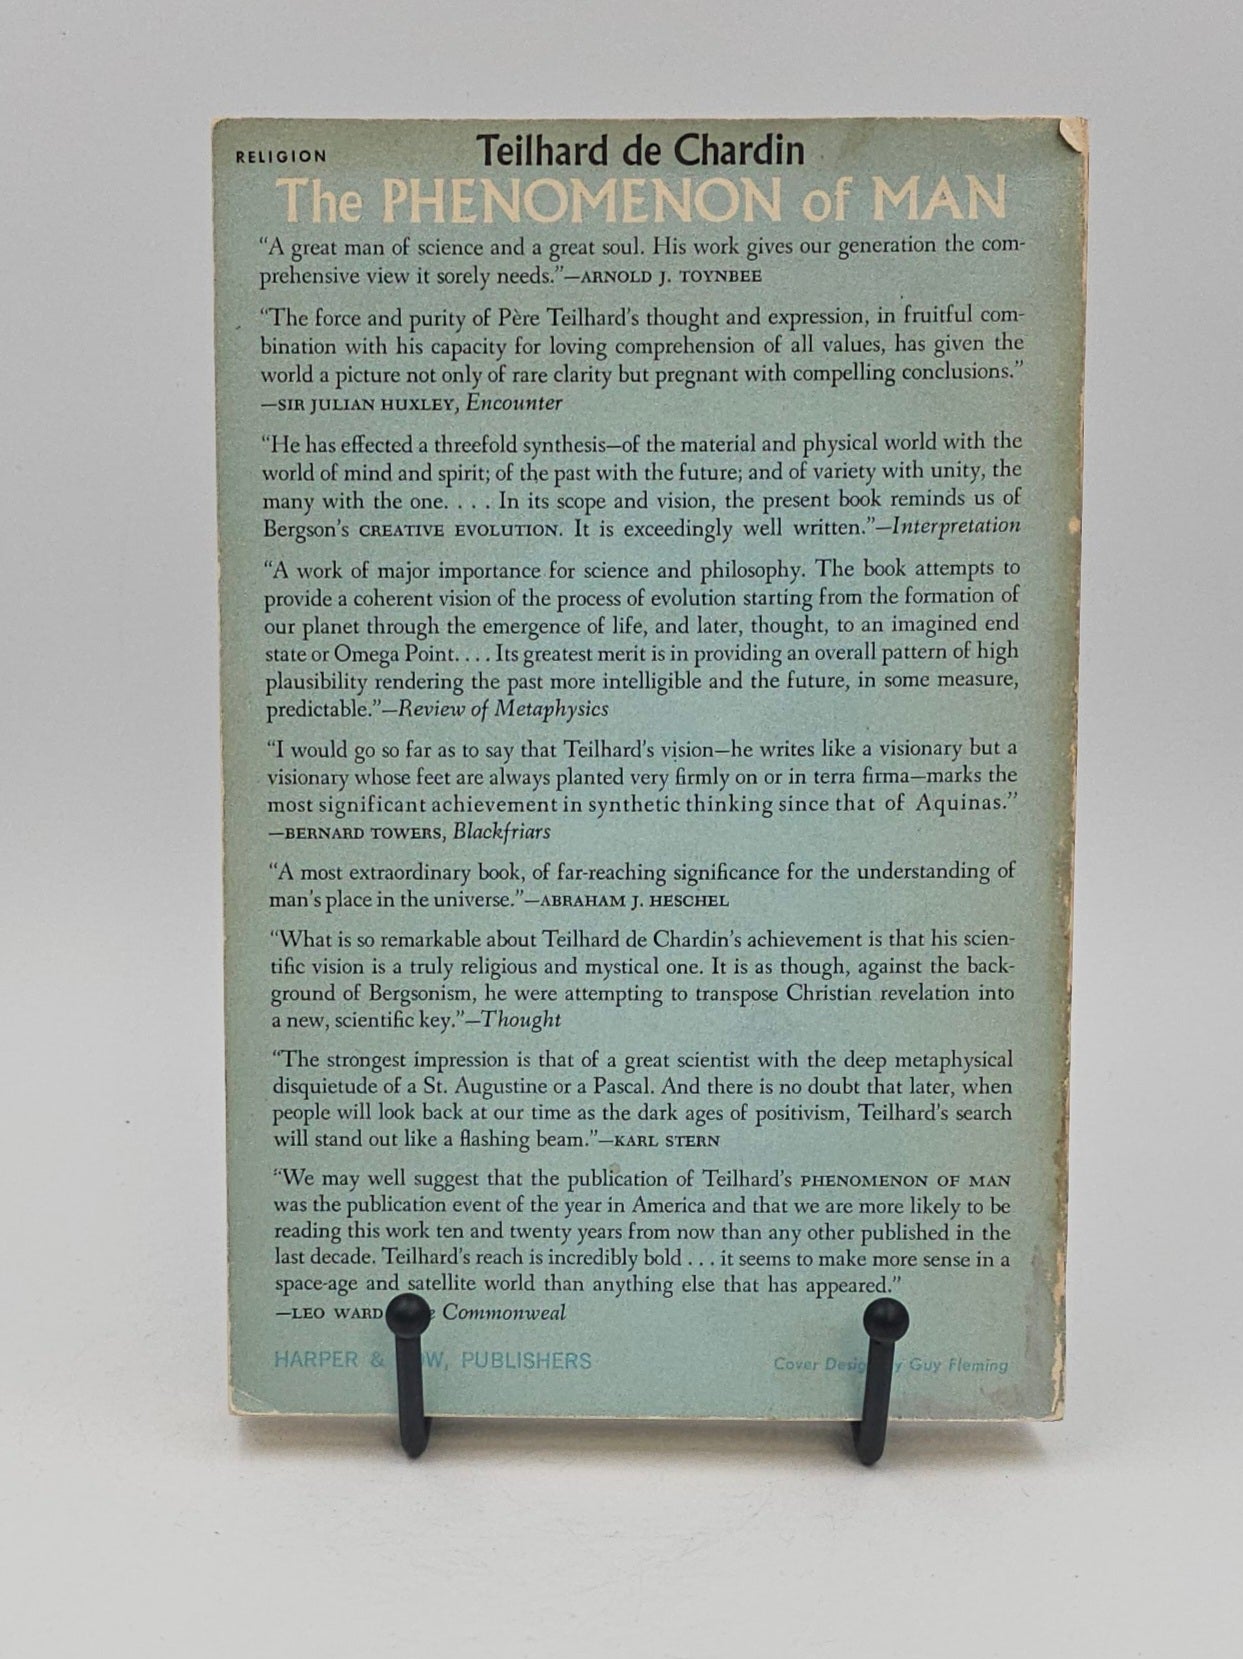 RELIGION
Teilhard de Chardin
The PHENOMENON of MAN
“A great man of science and a great soul. His work gives our generation the com-
prehensive view it sorely needs.”—ARNOLD J. TOYNBEE
“The force and purity of Père Teilhard’s thought and expression, in fruitful com-
bination with his capacity for loving comprehension of all values, has given the
world a picture not only of rare clarity but pregnant with compelling conclusions.”
—SIR JULIAN HUXLEY, Encounter
“He has effected a threefold synthesis—of the material and physical world with the
world of mind and spirit; of the past with the future; and of variety with unity, the
many with the one. . . . In its scope and vision, the present book reminds us of
Bergson’s CREATIVE EVOLUTION. It is exceedingly well written.”—Interpretation
“A work of major importance for science and philosophy. The book attempts to
provide a coherent vision of the process of evolution starting from the formation of
our planet through the emergence of life, and later, thought, to an imagined end
state or Omega Point. . . . Its greatest merit is in providing an overall pattern of high
plausibility rendering the past more intelligible and the future, in some measure,
predictable.”—Review of Metaphysics
“I would go so far as to say that Teilhard’s vision—he writes like a visionary but a
visionary whose feet are always planted very firmly on or in terra firma—marks the
most significant achievement in synthetic thinking since that of Aquinas.”
—BERNARD TOWERS, Blackfriars
“A most extraordinary book, of far-reaching significance for the understanding of
man’s place in the universe.”—ABRAHAM J. HESCHEL
“What is so remarkable about Teilhard de Chardin’s achievement is that his scien-
tific vision is a truly religious and mystical one. It is as though, against the back-
ground of Bergsonism, he were attempting to transpose Christian revelation into
a new, scientific key.”—Thought
“The strongest impression is that of a great scientist with the deep metaphysical
disquietude of a St. Augustine or a Pascal. And there is no doubt that later, when
people will look back at our time as the dark ages of positivism, Teilhard’s search
will stand out like a flashing beam.”—KARL STERN
“We may well suggest that the publication of Teilhard’s PHENOMENON OF MAN
was the publication event of the year in America and that we are more likely to be
reading this work ten and twenty years from now than any other published in the
last decade. Teilhard’s reach is incredibly bold . . . it seems to make more sense in a
space-age and satellite world than anything else that has appeared.”
—LEO WARD Commonweal
HARPER & PUBLISHERS
Cover Guy Fleming